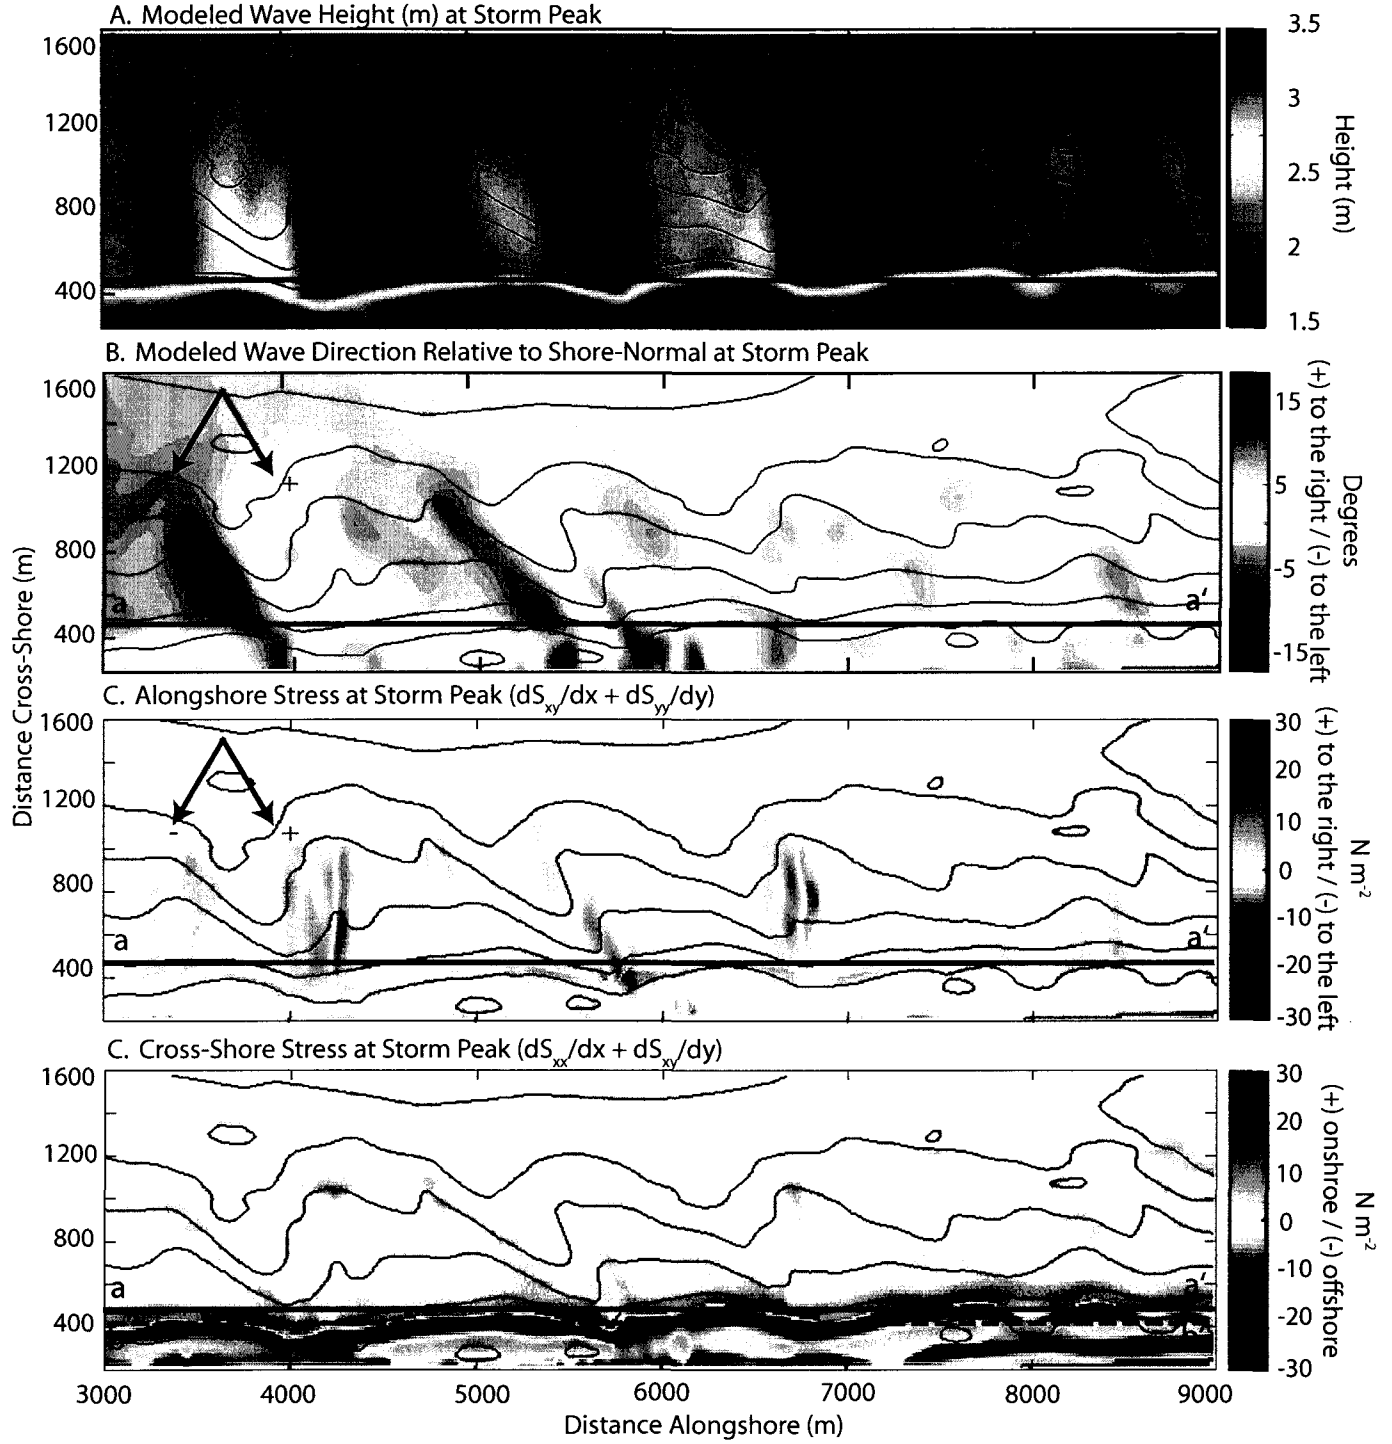 A. Modeled Wave Height (m) at Storm Peak
1600
1200
800
400
3.5
3
2.5
2
1.5
Height (m)
B. Modeled Wave Direction Relative to Shore-Normal at Storm Peak
1600
1200
800
400
+
a
a'
15
5
-5
-15
Degrees
(+) to the right / (-) to the left
Distance Cross-Shore (m)
C. Alongshore Stress at Storm Peak (dSxy/dx + dSyy/dy)
1600
1200
800
400
-
+
a
a'
30
20
10
0
-10
-20
-30
N m-2
(+) to the right / (-) to the left
C. Cross-Shore Stress at Storm Peak (dSxx/dx + dSxy/dy)
1600
1200
800
400
a
a'
30
20
10
0
-10
-20
-30
N m-2
(+) onshroe / (-) offshore
3000
4000
5000
6000
7000
8000
9000
Distance Alongshore (m)